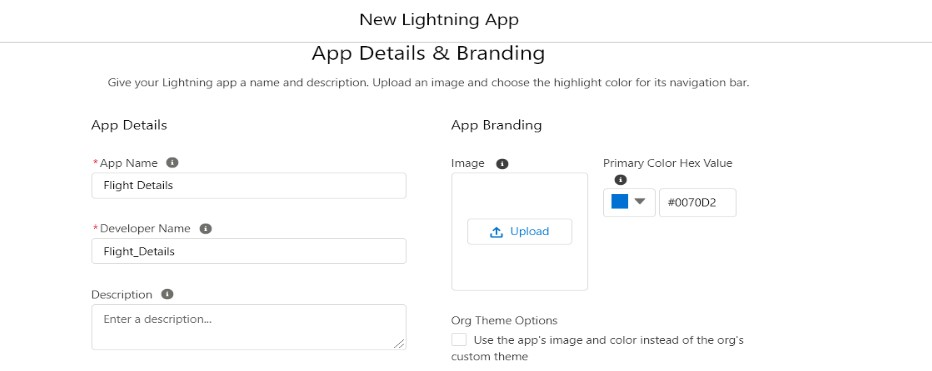 New Lightning App
App Details & Branding
Give your Lightning app a name and description. Upload an image and choose the highlight color for its navigation bar.
App Details
* App Name
Flight Details
* Developer Name
Flight_Details
Description
Enter a description...
App Branding
Image
Upload
Primary Color Hex Value
#0070D2
Org Theme Options
Use the app's image and color instead of the org's
custom theme